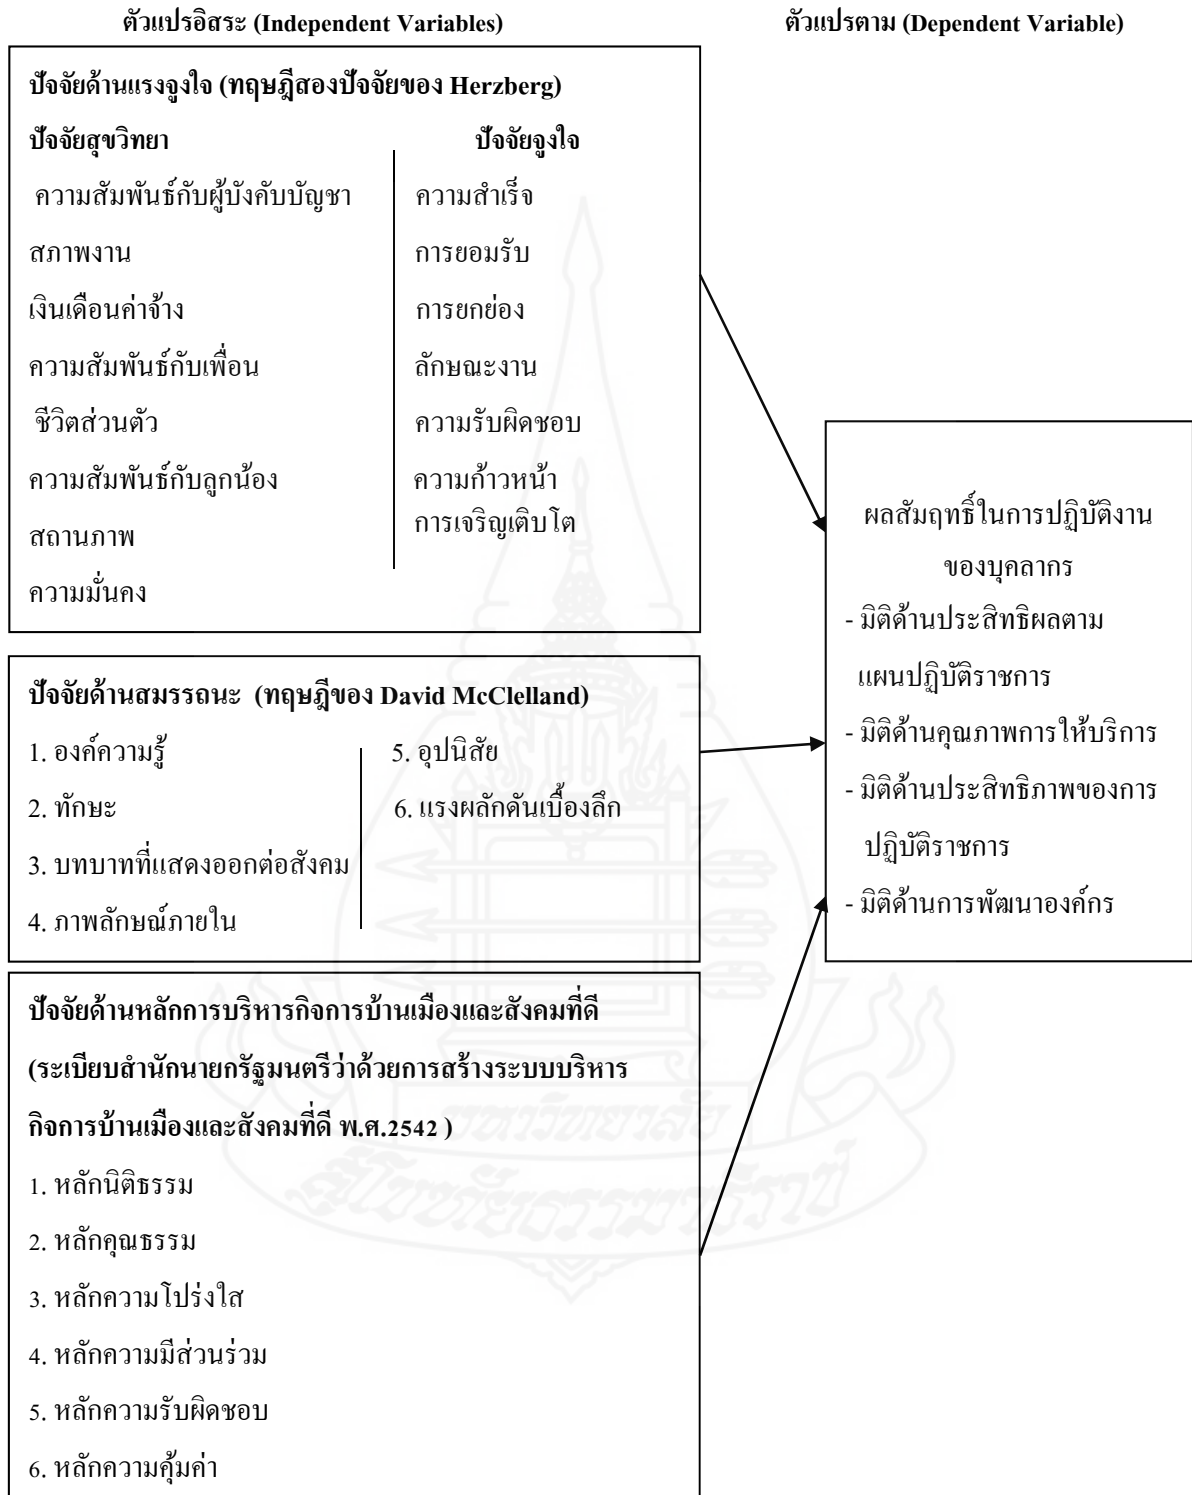 ตัวแปรอิสระ (Independent Variables)
ตัวแปรตาม (Dependent Variable)
ปัจจัยด้านแรงจูงใจ (ทฤษฎีสองปัจจัยของ Herzberg)
ปัจจัยสุขวิทยา
ความสัมพันธ์กับผู้บังคับบัญชา
สภาพงาน
เงินเดือนค่าจ้าง
ความสัมพันธ์กับเพื่อน
ชีวิตส่วนตัว
ความสัมพันธ์กับลูกน้อง
สถานภาพ
ความมั่นคง
ปัจจัยจูงใจ
ความสำเร็จ
การยอมรับ
การยกย่อง
ลักษณะงาน
ความรับผิดชอบ
ความก้าวหน้า
การเจริญเติบโต
ปัจจัยด้านสมรรถนะ (ทฤษฎีของ David McClelland)
1. องค์ความรู้
2. ทักษะ
3. บทบาทที่แสดงออกต่อสังคม
4. ภาพลักษณ์ภายใน
5. อุปนิสัย
6. แรงผลักดันเบื้องลึก
ปัจจัยด้านหลักการบริหารกิจการบ้านเมืองและสังคมที่ดี
(ระเบียบสำนักนายกรัฐมนตรีว่าด้วยการสร้างระบบบริหาร
กิจการบ้านเมืองและสังคมที่ดี พ.ศ.2542 )
1. หลักนิติธรรม
2. หลักคุณธรรม
3. หลักความโปร่งใส
4. หลักความมีส่วนร่วม
5. หลักความรับผิดชอบ
6. หลักความคุ้มค่า
ผลสัมฤทธิ์ในการปฏิบัติงาน
ของบุคลากร
- มิติด้านประสิทธิผลตาม
แผนปฏิบัติราชการ
- มิติด้านคุณภาพการให้บริการ
- มิติด้านประสิทธิภาพของการ
ปฏิบัติราชการ
- มิติด้านการพัฒนาองค์กร
มหาวิทยาลัย
สุโขทัยธรรมาธิราช